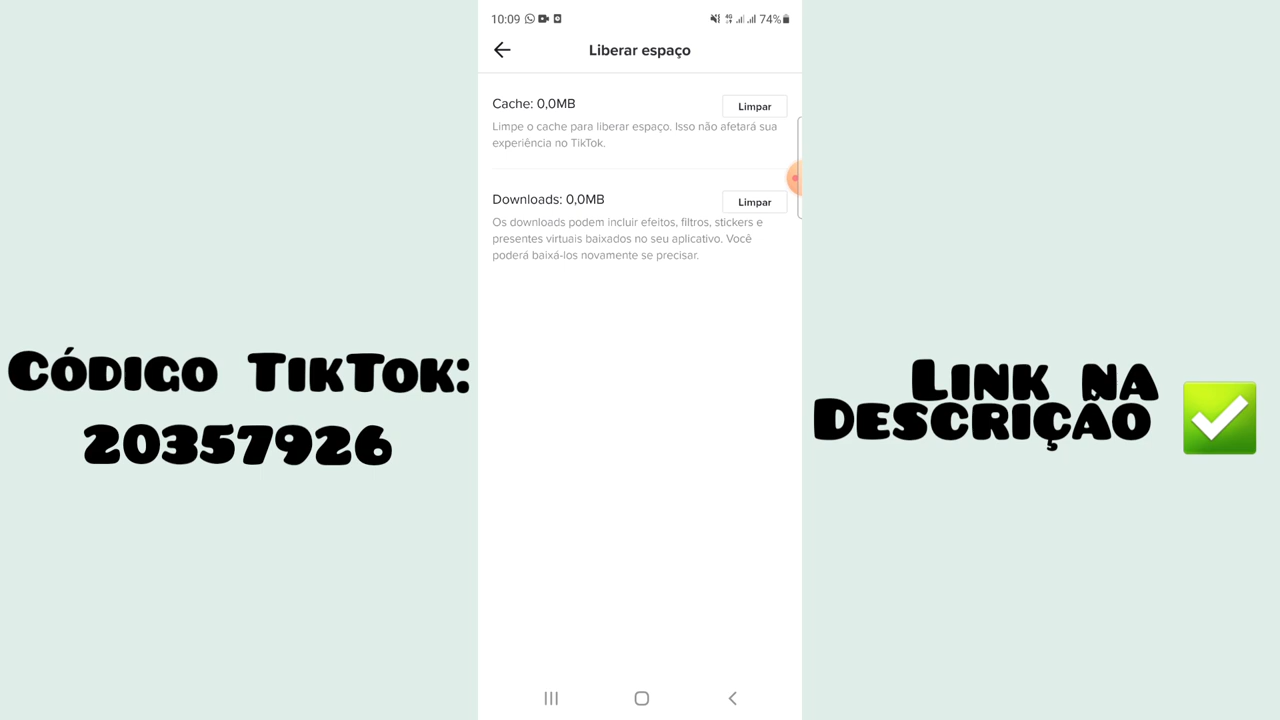 10:09
74%
Liberar espaço
Cache: 0,0MB
Limpar
Limpe o cache para liberar espaço. Isso não afetará sua
experiência no TikTok.
Downloads: 0,0MB
Limpar
Os downloads podem incluir efeitos, filtros, stickers e
presentes virtuais baixados no seu aplicativo. Você
poderá baixá-los novamente se precisar.
Código TikTok:
20357926
Link na
Descrição